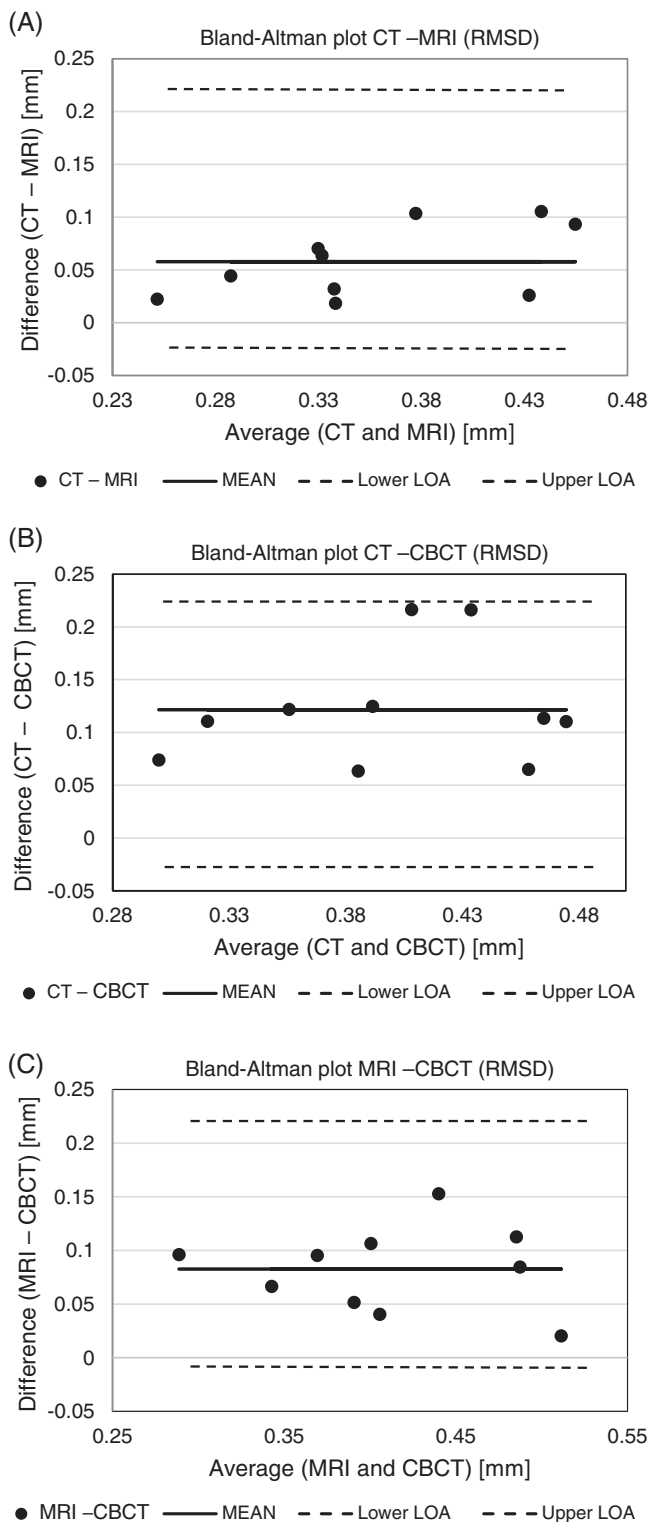 (A)
Bland-Altman plot CT –MRI (RMSD)
Difference (CT – MRI) [mm]
0.25
0.2
0.15
0.1
0.05
0
-0.05
0.23 0.28 0.33 0.38 0.43 0.48
Average (CT and MRI) [mm]
CT – MRI MEAN Lower LOA Upper LOA
(B)
Bland-Altman plot CT –CBCT (RMSD)
Difference (CT – CBCT) [mm]
0.25
0.2
0.15
0.1
0.05
0
-0.05
0.28 0.33 0.38 0.43 0.48
Average (CT and CBCT) [mm]
CT – CBCT MEAN Lower LOA Upper LOA
(C)
Bland-Altman plot MRI –CBCT (RMSD)
Difference (MRI – CBCT) [mm]
0.25
0.2
0.15
0.1
0.05
0
-0.05
0.25 0.35 0.45 0.55
Average (MRI and CBCT) [mm]
MRI –CBCT MEAN Lower LOA Upper LOA